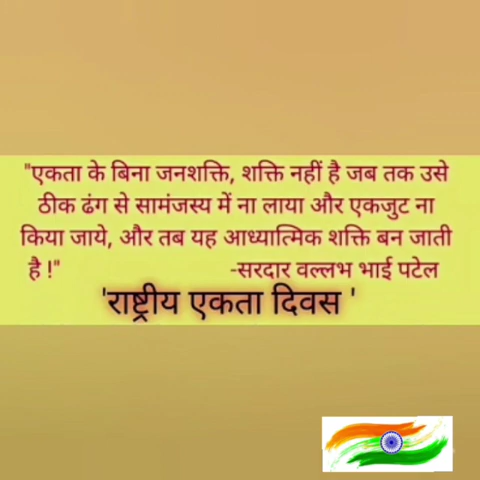 "एकता के बिना जनशक्ति, शक्ति नहीं है जब तक उसे
ठीक ढंग से सामंजस्य में ना लाया और एकजुट ना
किया जाये, और तब यह आध्यात्मिक शक्ति बन जाती
है !" -सरदार वल्लभ भाई पटेल
'राष्ट्रीय एकता दिवस '